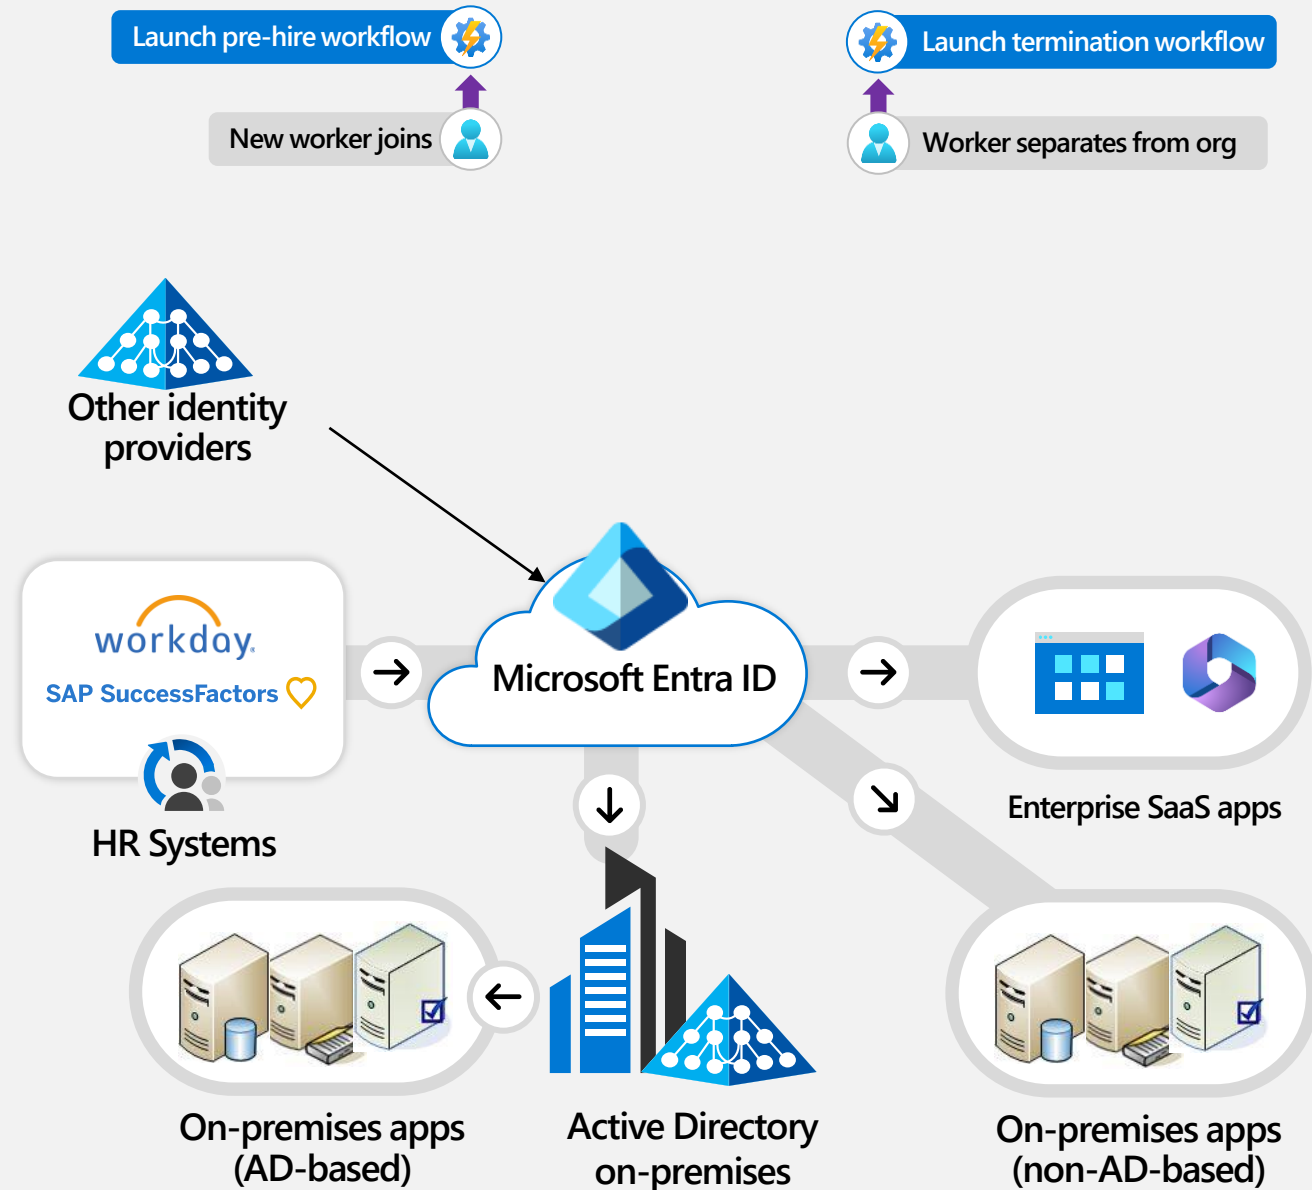 Launch pre-hire workflow
Launch termination workflow
New worker joins
Worker separates from org
Other identity
providers
workday.
SAP SuccessFactors
Microsoft Entra ID
HR Systems
Enterprise SaaS apps
On-premises apps
(AD-based)
Active Directory
on-premises
On-premises apps
(non-AD-based)